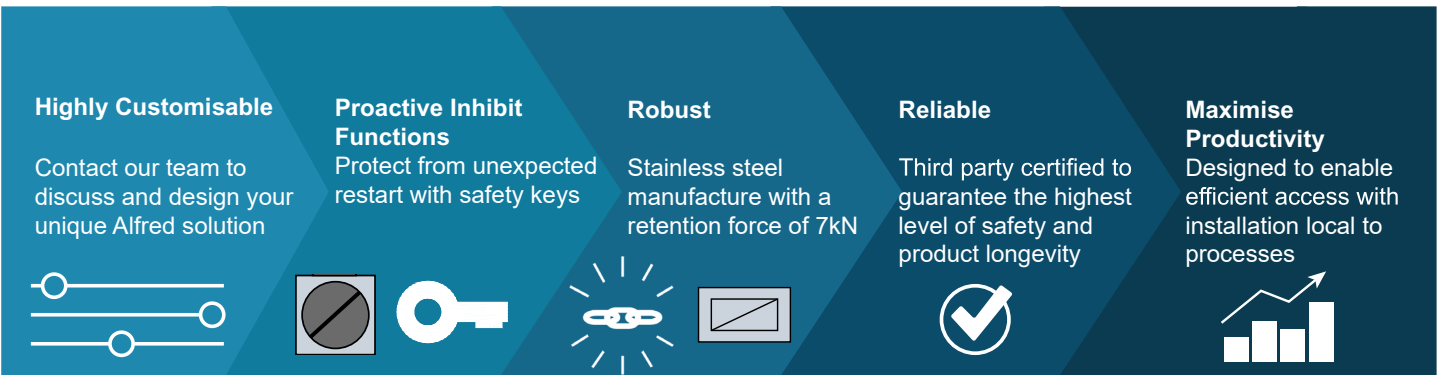 Highly Customisable
Contact our team to
discuss and design your
unique Alfred solution
Proactive Inhibit
Functions
Protect from unexpected
restart with safety keys
Robust
Stainless steel
manufacture with a
retention force of 7kN
Reliable
Third party certified to
guarantee the highest
level of safety and
product longevity
Maximise
Productivity
Designed to enable
efficient access with
installation local to
processes